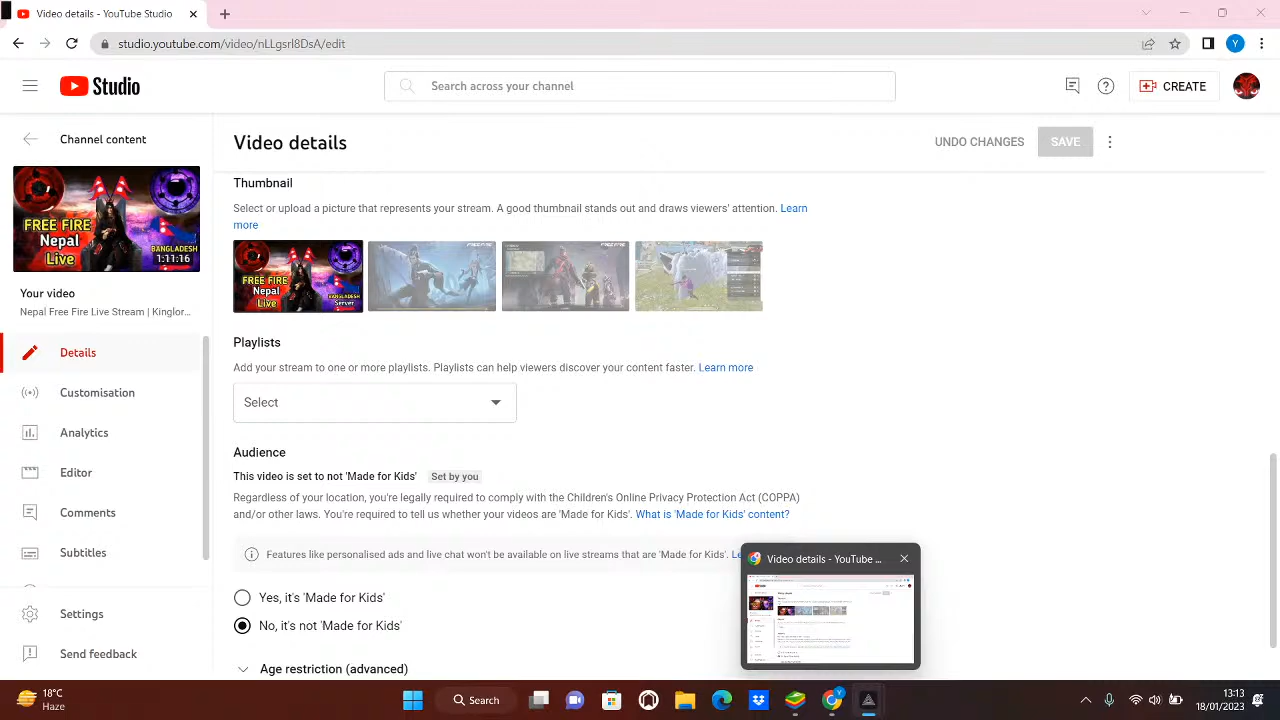 Video details - YouTube Studio
studio.youtube.com/video/nLLgsrl8DsA/edit
Y
Studio
Search across your channel
CREATE
Channel content
Video details
UNDO CHANGES
SAVE
FREE FIRE
Nepal
Live
BANGLADESH
1:11:16
Your video
Nepal Free Fire Live Stream | Kinglor...
Details
Customisation
Analytics
Editor
Comments
Subtitles
Settings
Send feedback
Thumbnail
Select or upload a picture that represents your stream. A good thumbnail stands out and draws viewers' attention. Learn
more
FREE FIRE
Nepal
Live
BANGLADESH
Server
Playlists
Add your stream to one or more playlists. Playlists can help viewers discover your content faster. Learn more
Select
Audience
This video is set to not 'Made for Kids' Set by you
Regardless of your location, you're legally required to comply with the Children's Online Privacy Protection Act (COPPA)
and/or other laws. You're required to tell us whether your videos are 'Made for Kids'. What is 'Made for Kids' content?
Features like personalised ads and live chat won't be available on live streams that are 'Made for Kids'. Le
Yes, it's 'Made for Kids'
No, it's not 'Made for Kids'
Age restriction (advanced)
Video details - YouTube ...
18°C
Haze
Search
Y
13:13
18/01/2023